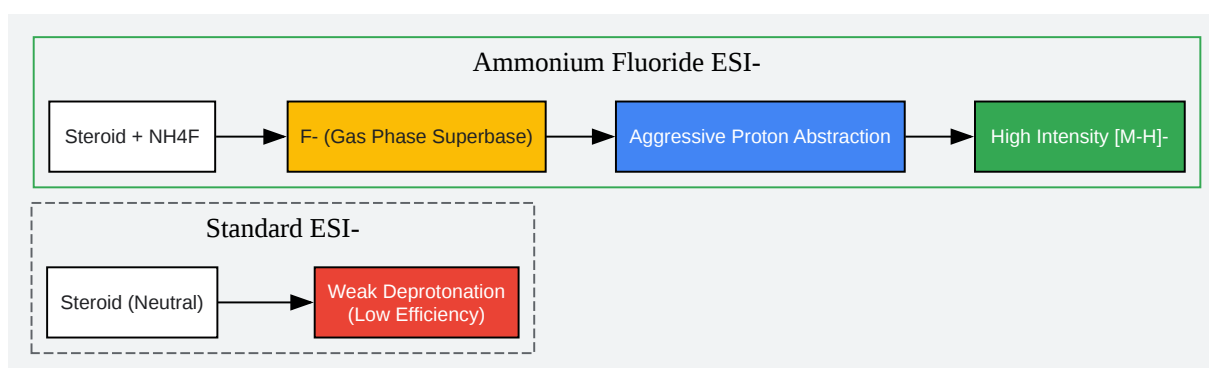 Ammonium Fluoride ESI-
Steroid + NH4F
F- (Gas Phase Superbase)
Aggressive Proton Abstraction
High Intensity [M-H]-
Standard ESI-
Steroid (Neutral)
Weak Deprotonation
(Low Efficiency)